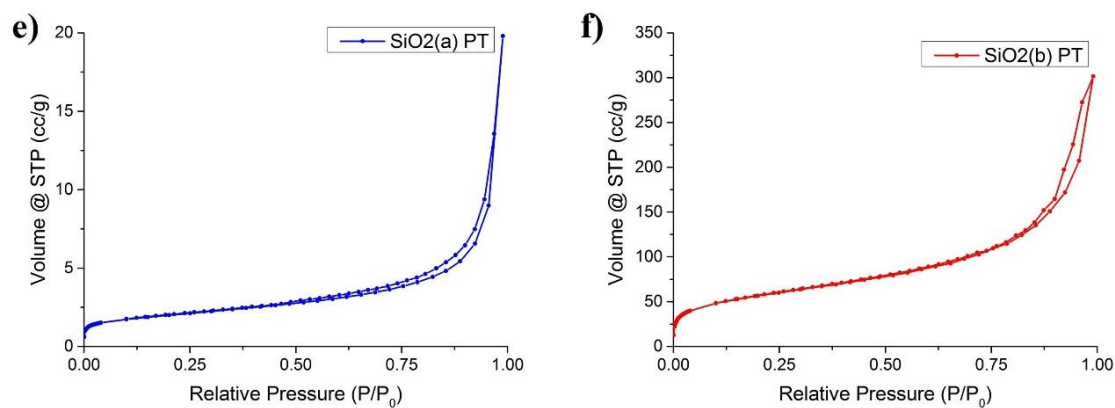 e)
SiO2(a) PT
20
15
10
5
0
Volume @ STP (cc/g)
0.00 0.25 0.50 0.75 1.00
Relative Pressure (P/P₀)
f)
SiO2(b) PT
350
300
250
200
150
100
50
0
Volume @ STP (cc/g)
0.00 0.25 0.50 0.75 1.00
Relative Pressure (P/P₀)